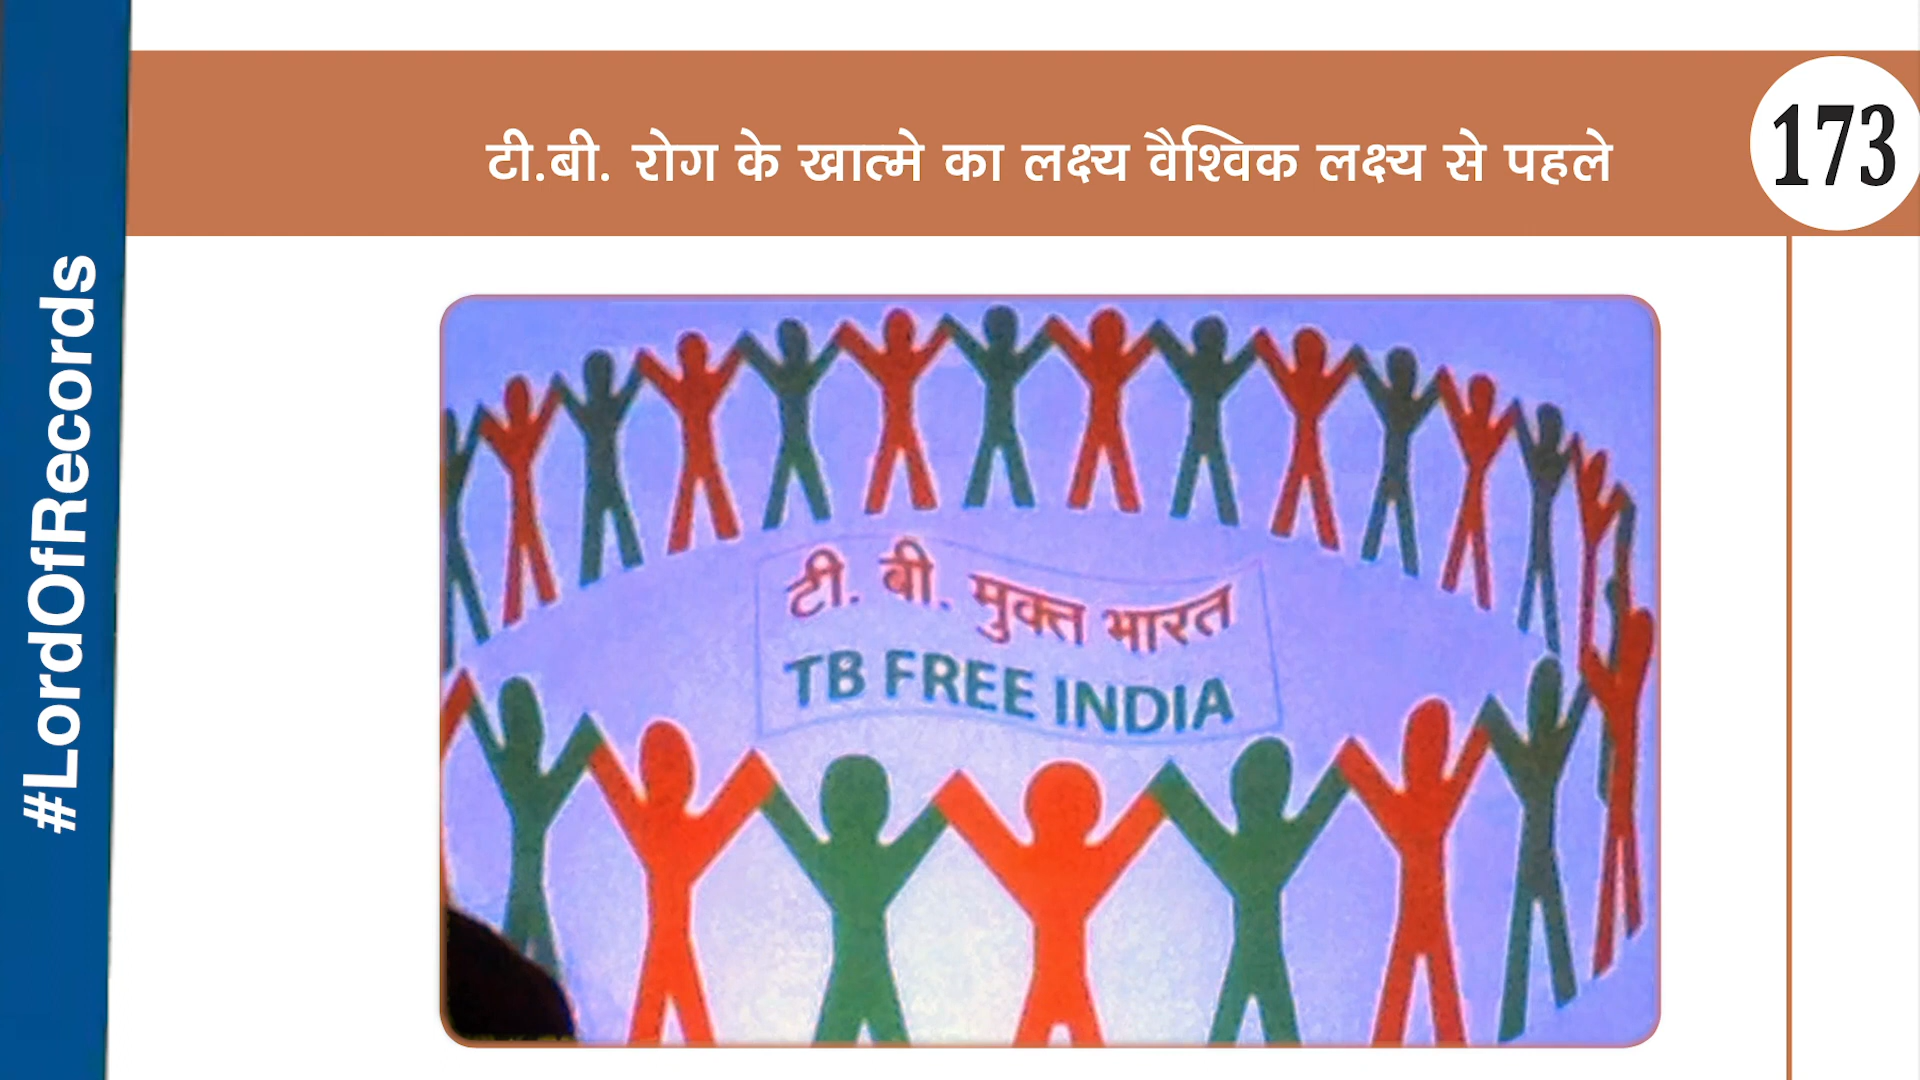 टी.बी. रोग के खात्मे का लक्ष्य वैश्विक लक्ष्य से पहले
173
#LordOfRecords
टी. बी. मुक्त भारत
TB FREE INDIA